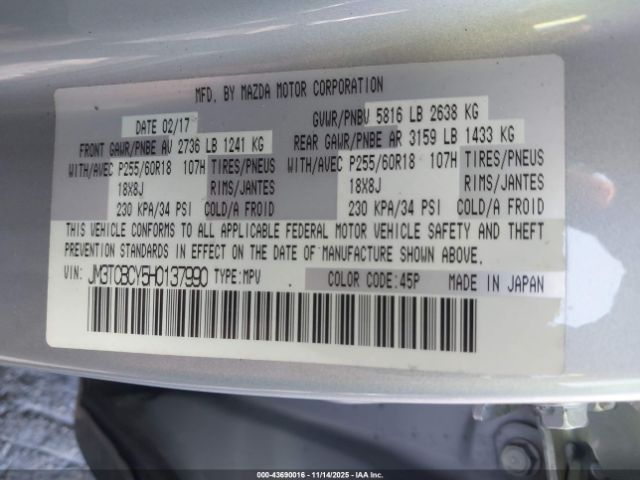 MFD. BY MAZDA MOTOR CORPORATION
DATE 02/17 GVWR/PNBV 5816 LB 2638 KG
FRONT GAWR/PNBE AV 2736 LB 1241 KG REAR GAWR/PNBE AR 3159 LB 1433 KG
WITH/AVEC P255/60R18 107H TIRES/PNEUS WITH/AVEC P255/60R18 107H TIRES/PNEUS
18X8J RIMS/JANTES 18X8J RIMS/JANTES
230 KPA/34 PSI COLD/A FROID 230 KPA/34 PSI COLD/A FROID
THIS VEHICLE CONFORMS TO ALL APPLICABLE FEDERAL MOTOR VEHICLE SAFETY AND THEFT
PREVENTION STANDARDS IN EFFECT ON THE DATE OF MANUFACTURE SHOWN ABOVE.
VIN: JM3TCBCY5H0137990 TYPE:MPV COLOR CODE:45P MADE IN JAPAN
000-43690016 - 11/14/2025 - IAAI.COM